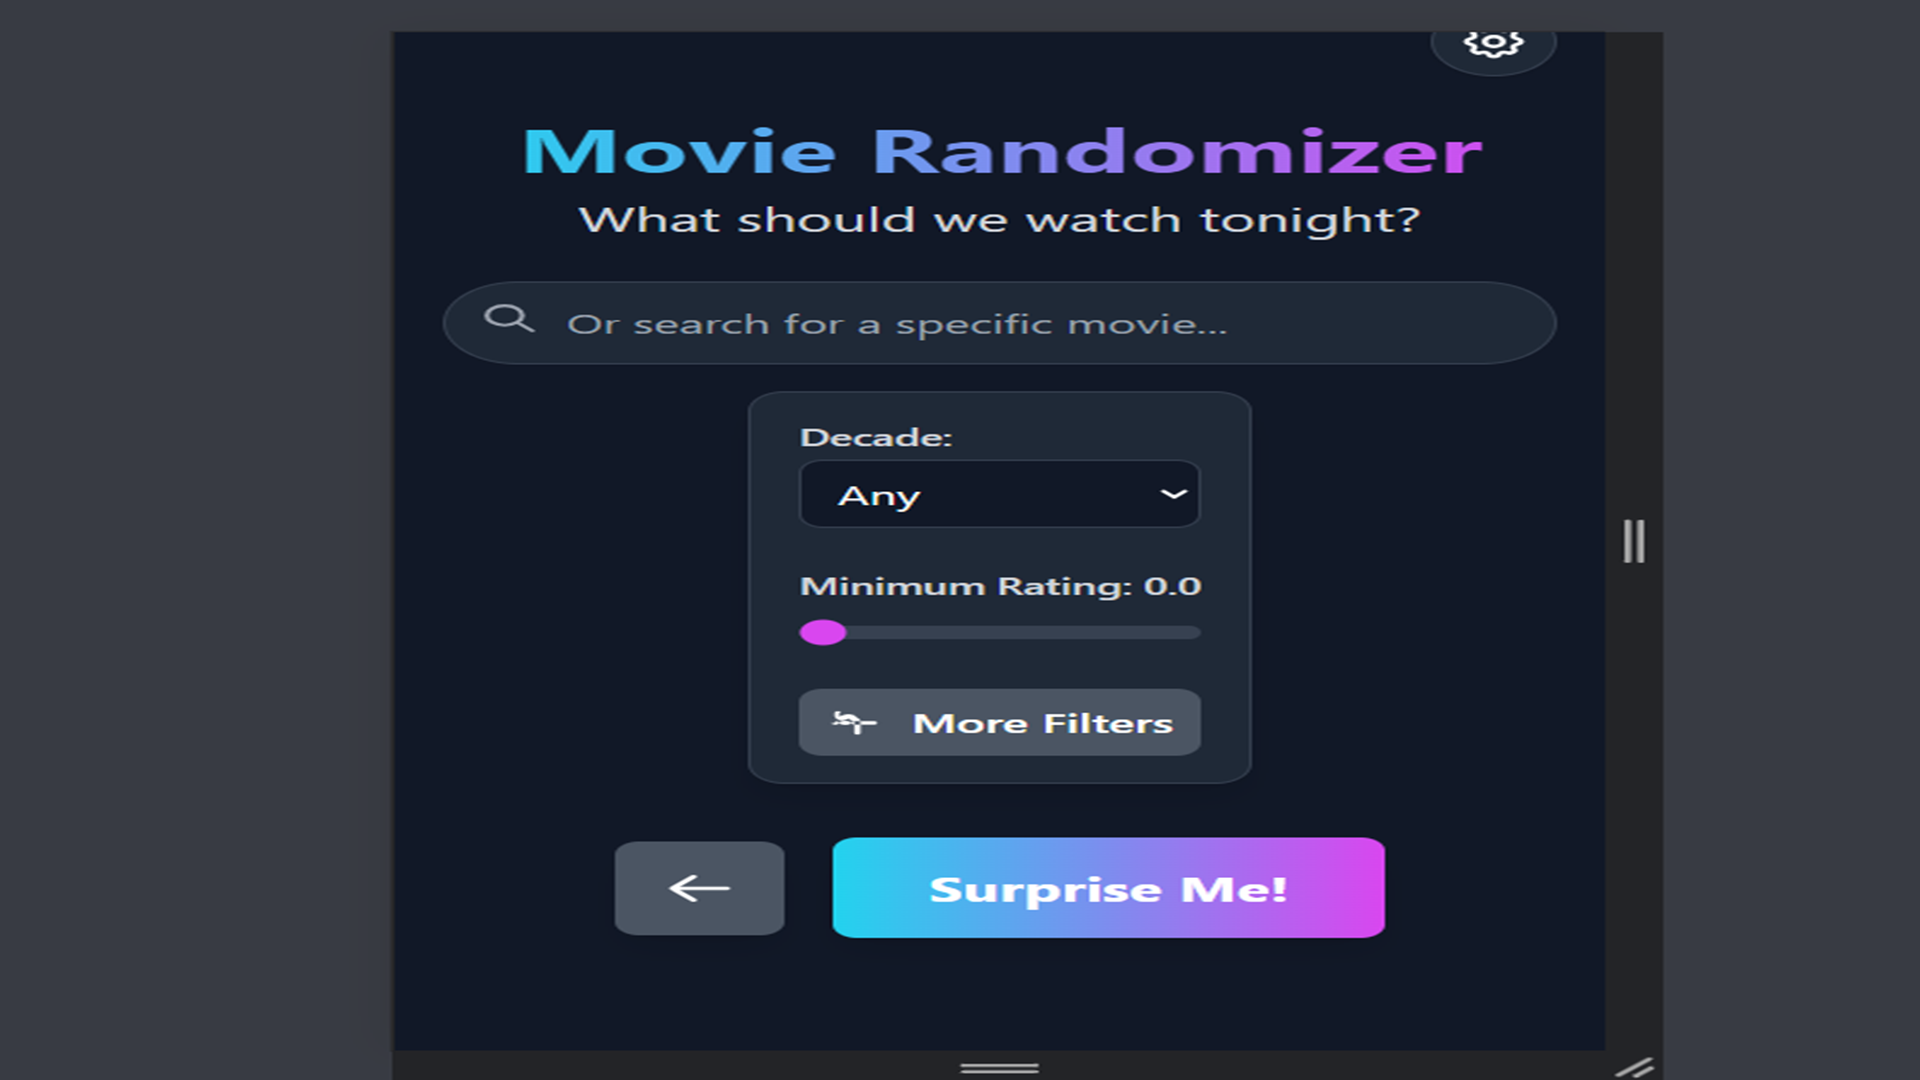 Movie Randomizer
What should we watch tonight?
Or search for a specific movie...
Decade:
Any
Minimum Rating: 0.0
More Filters
Surprise Me!